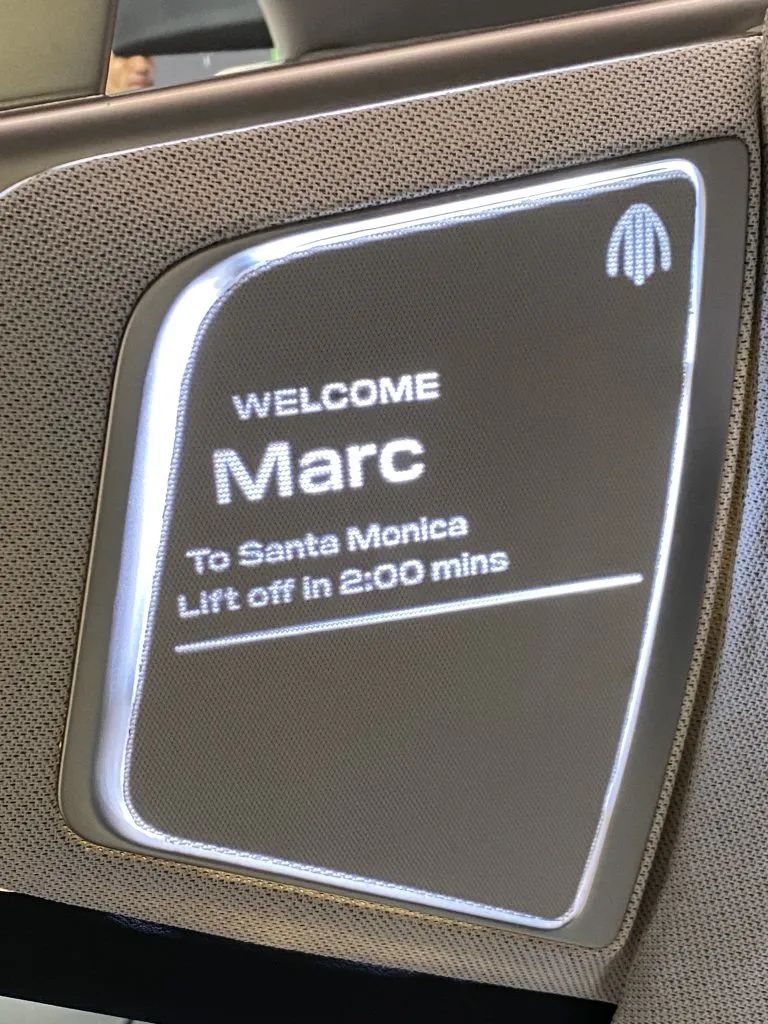 WELCOME
Marc
To Santa Monica
Lift off in 2:00 mins